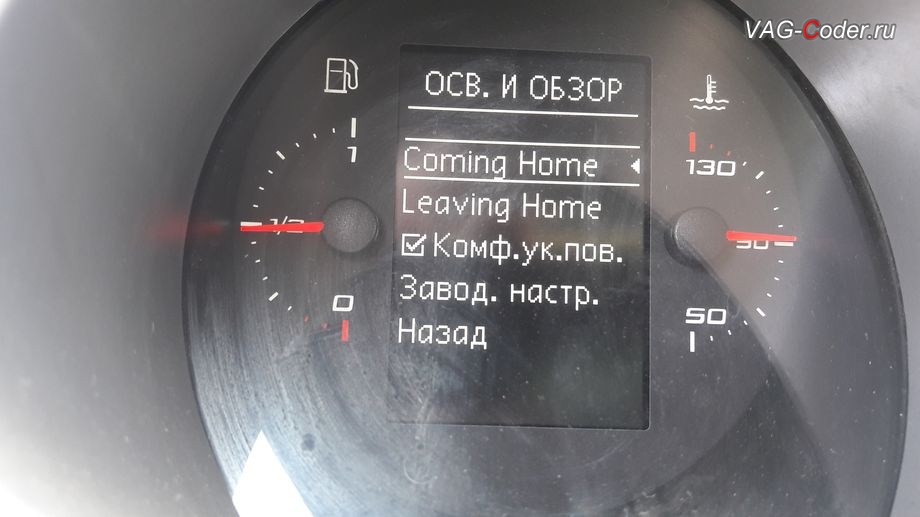 VAG-Coder.ru
ОСВ. И ОБЗОР
1
130
Coming Home
Leaving Home
1/2
90
Комф.ук.пов.
Завод. настр.
0
50
Назад